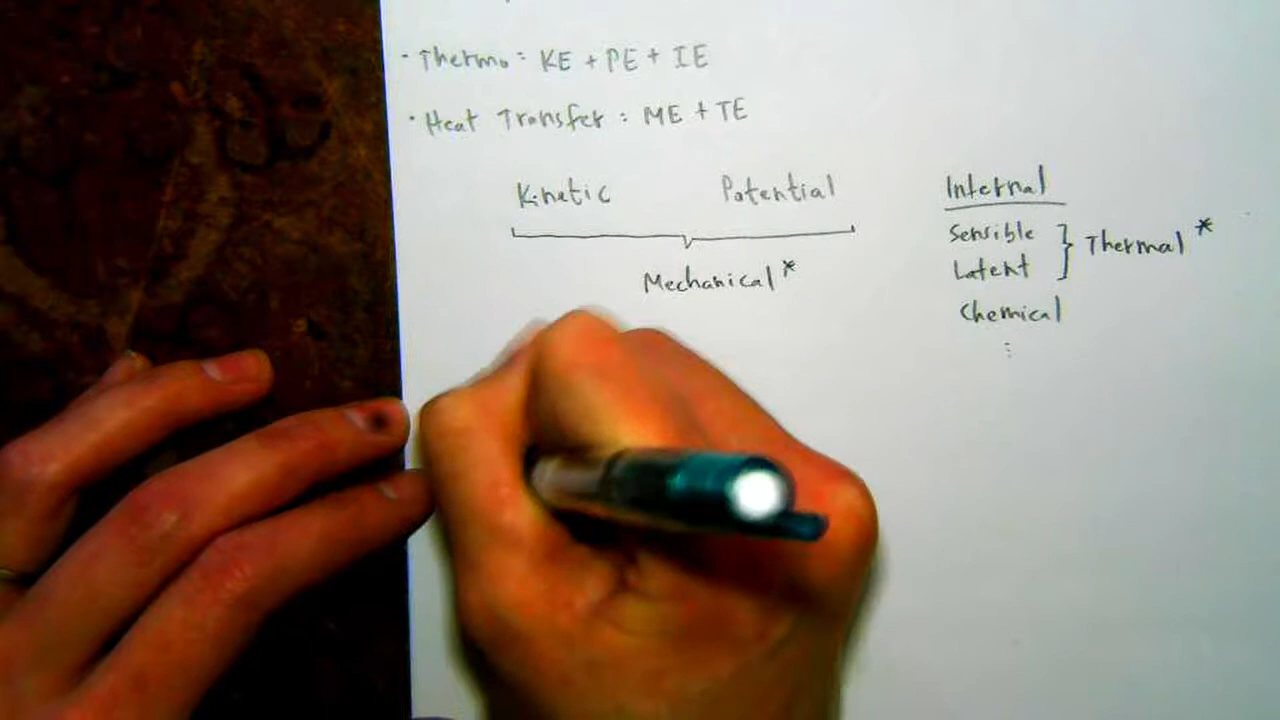 · Thermo: KE + PE + IE
· Heat Transfer: ME + TE
Kinetic Potential Internal
Sensible
Latent } Thermal *
Mechanical *
Chemical
⋮